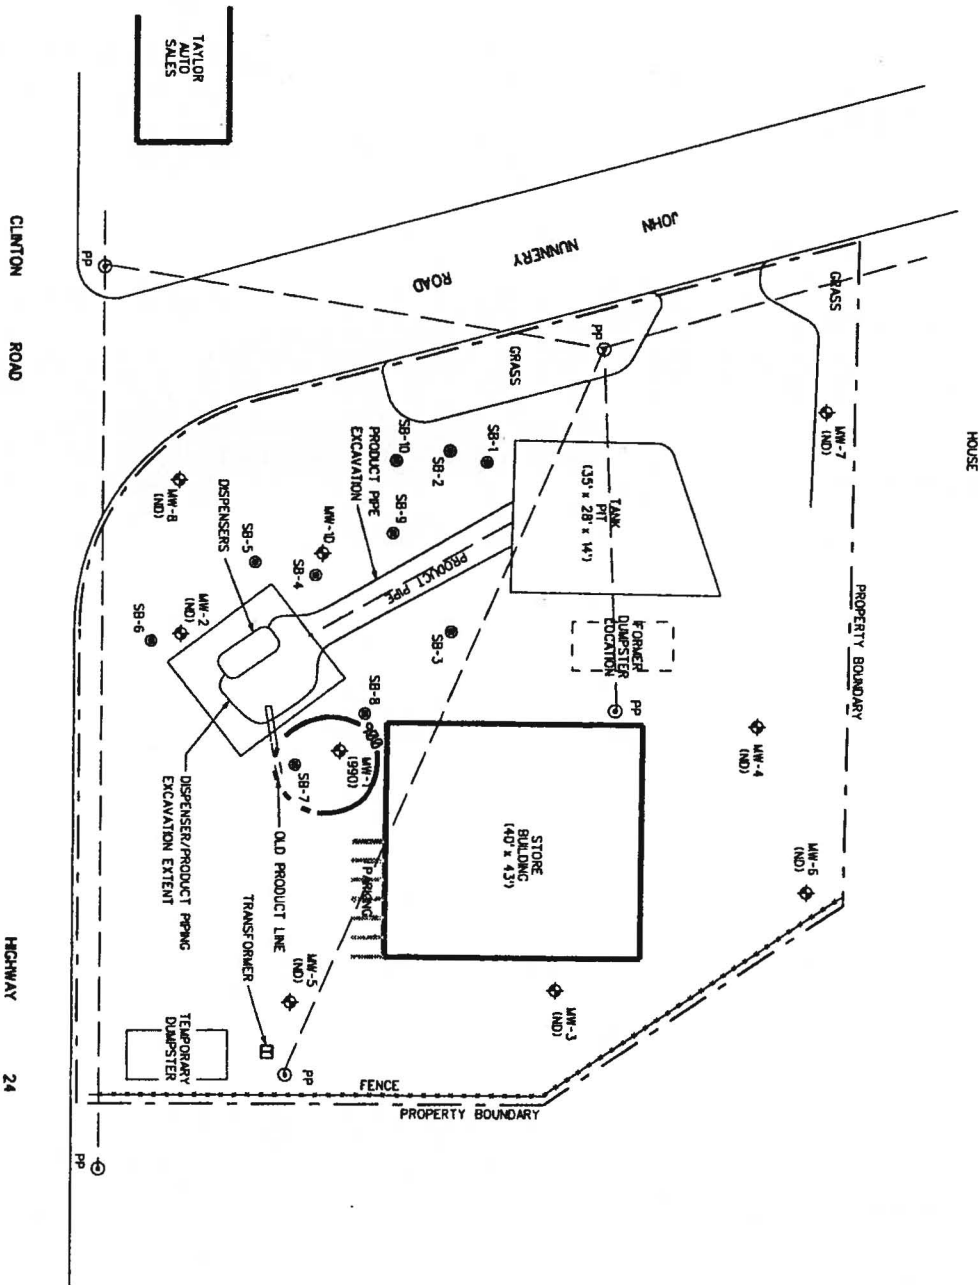 TAYLOR
AUTO
SALES
CLINTON ROAD HIGHWAY 24
JOHN NUNNERY ROAD
HOUSE
GRASS
GRASS
PP
PP
PP
PP
PP
MW-7
(ND)
SB-1
SB-2
SB-10
PRODUCT PIPE
EXCAVATION
SB-9
MW-8
(ND)
DISPENSERS
MW-10
SB-5
SB-4
TANK
PIT
(35' x 28' x 14')
PRODUCT PIPE
MW-2
(ND)
SB-6
SB-3
FORMER
DUMPSTER
LOCATION
PROPERTY BOUNDARY
SB-8
MW-1
(990)
SB-7
MW-4
(ND)
STORE
BUILDING
(40' x 43')
DISPENSER/PRODUCT PIPING
EXCAVATION EXTENT
OLD PRODUCT LINE
PARKING
MW-6
(ND)
TRANSFORMER
MW-5
(ND)
MW-3
(ND)
TEMPORARY
DUMPSTER
FENCE
PROPERTY BOUNDARY